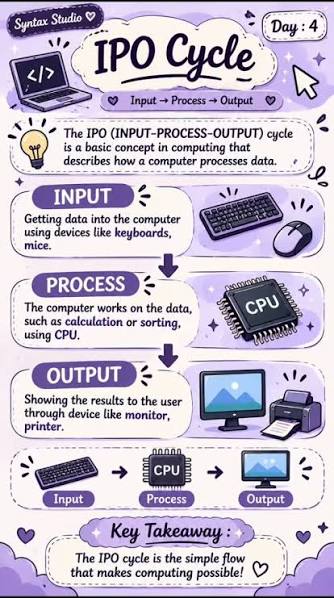 Syntax Studio
Day : 4
</>
IPO Cycle
Input → Process → Output
The IPO (INPUT-PROCESS-OUTPUT) cycle
is a basic concept in computing that
describes how a computer processes data.
INPUT
Getting data into the computer
using devices like keyboards,
mice.
PROCESS
The computer works on the data,
such as calculation or sorting,
using CPU.
CPU
OUTPUT
Showing the results to the user
through device like monitor,
printer.
CPU
Input
Process
Output
Key Takeaway :
The IPO cycle is the simple flow
that makes computing possible!